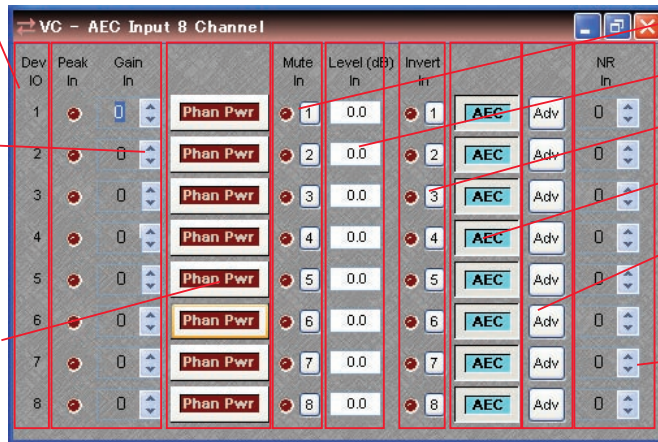 VC - AEC Input 8 Channel
Dev IO Peak In Gain In Mute In Level (dB) In Invert In NR In
1 0 Phan Pwr 1 0.0 1 AEC Adv 0
2 0 Phan Pwr 2 0.0 2 AEC Adv 0
3 0 Phan Pwr 3 0.0 3 AEC Adv 0
4 0 Phan Pwr 4 0.0 4 AEC Adv 0
5 0 Phan Pwr 5 0.0 5 AEC Adv 0
6 0 Phan Pwr 6 0.0 6 AEC Adv 0
7 0 Phan Pwr 7 0.0 7 AEC Adv 0
8 0 Phan Pwr 8 0.0 8 AEC Adv 0